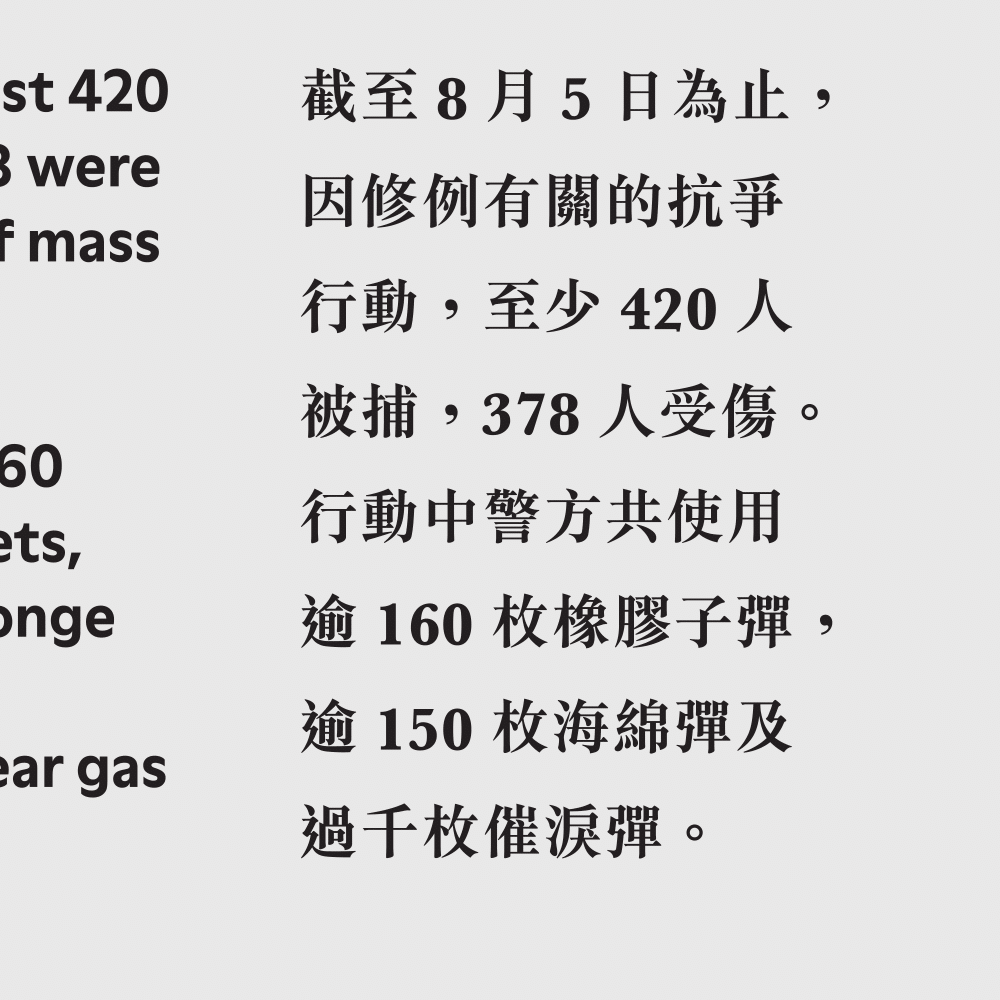 st 420
were
f mass
60
ets,
onge
ear gas
截至 8 月 5 日為止，
因修例有關的抗爭
行動，至少 420 人
被捕，378 人受傷。
行動中警方共使用
逾 160 枚橡膠子彈，
逾 150 枚海綿彈及
過千枚催淚彈。